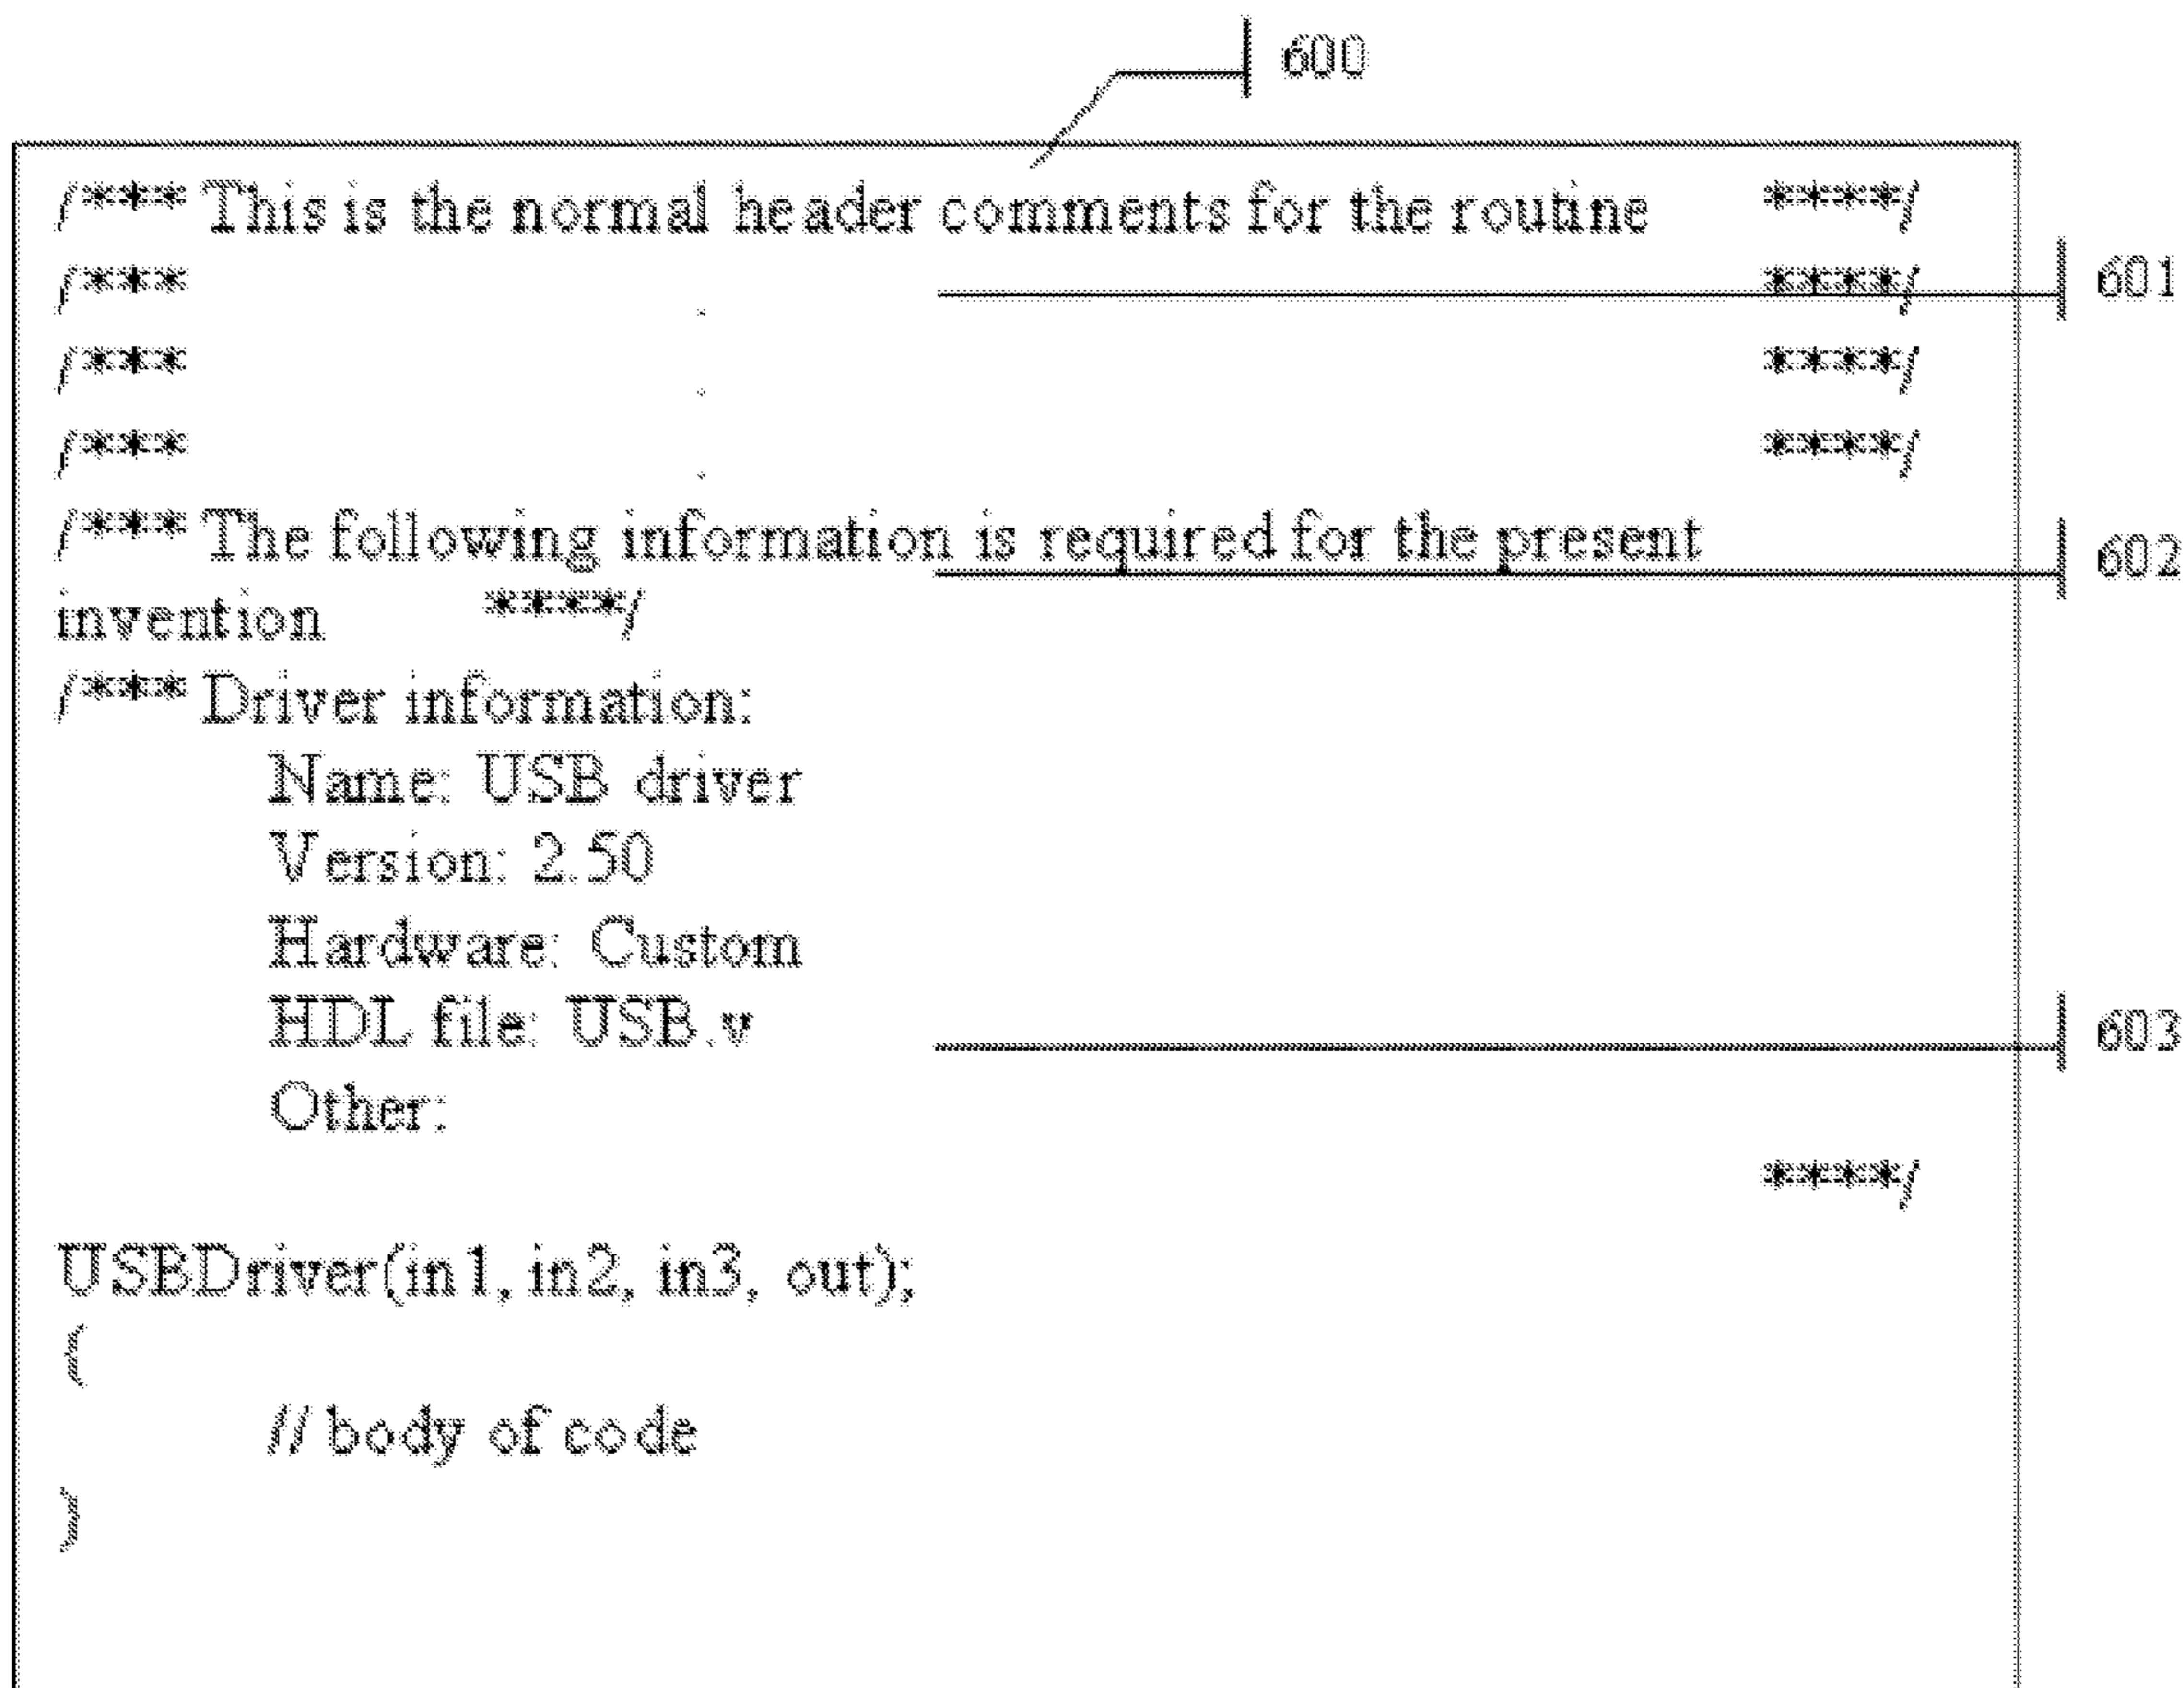 600
/*** This is the normal header comments for the routine ****/
/*** . ****/ 601
/*** . ****/
/*** . ****/
/*** The following information is required for the present 602
invention ****/
/*** Driver information:
Name: USB driver
Version: 2.50
Hardware: Custom
HDL file: USB.v 603
Other:
****/
USBDriver(in1, in2, in3, out);
{
// body of code
}